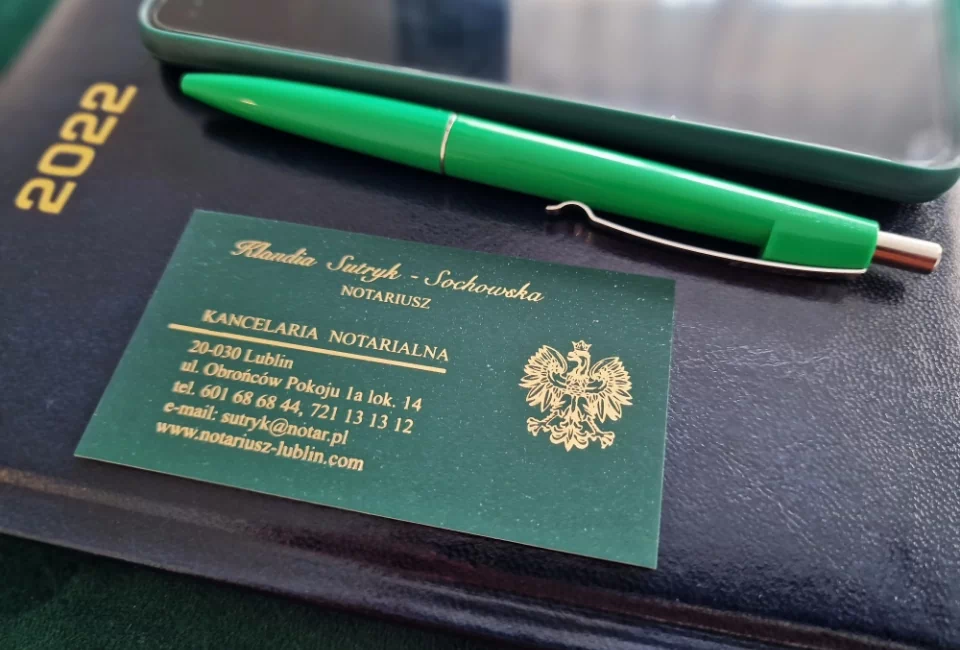 2022
Klaudia Sutryk - Sochowska
NOTARIUSZ
KANCELARIA NOTARIALNA
20-030 Lublin
ul. Obrońców Pokoju 1a lok. 14
tel. 601 68 68 44, 721 13 13 12
e-mail: sutryk@notar.pl
www.notariusz-lublin.com